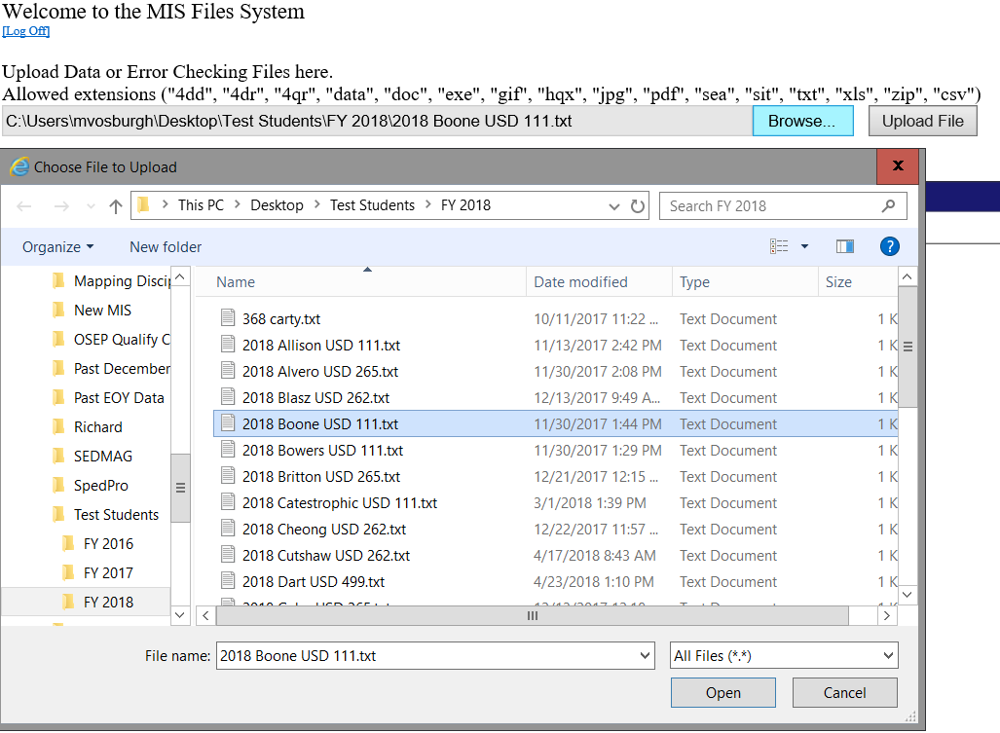 Welcome to the MIS Files System
[Log Off]
Upload Data or Error Checking Files here.
Allowed extensions ("4dd", "4dr", "4qr", "data", "doc", "exe", "gif", "hqx", "jpg", "pdf", "sea", "sit", "txt", "xls", "zip", "csv")
C:\Users\mvosburgh\Desktop\Test Students\FY 2018\2018 Boone USD 111.txt Browse... Upload File
Choose File to Upload x
This PC > Desktop > Test Students > FY 2018 Search FY 2018
Organize New folder ?
Name Date modified Type Size
Mapping Discip
New MIS
OSEP Qualify C
Past December
Past EOY Data
Richard
SEDMAG
SpedPro
Test Students
FY 2016
FY 2017
FY 2018
368 carty.txt 10/11/2017 11:22 ... Text Document 1 K
2018 Allison USD 111.txt 11/13/2017 2:42 PM Text Document 1 K
2018 Alvero USD 265.txt 11/30/2017 2:08 PM Text Document 1 K
2018 Blasz USD 262.txt 12/13/2017 9:49 A... Text Document 1 K
2018 Boone USD 111.txt 11/30/2017 1:44 PM Text Document 1 K
2018 Bowers USD 111.txt 11/30/2017 1:29 PM Text Document 1 K
2018 Britton USD 265.txt 12/21/2017 12:15 ... Text Document 1 K
2018 Catestrophic USD 111.txt 3/1/2018 1:39 PM Text Document 1 K
2018 Cheong USD 262.txt 12/22/2017 11:57 ... Text Document 1 K
2018 Cutshaw USD 262.txt 4/17/2018 8:43 AM Text Document 1 K
2018 Dart USD 499.txt 4/23/2018 1:10 PM Text Document 1 K
File name: 2018 Boone USD 111.txt All Files (*.*)
Open Cancel